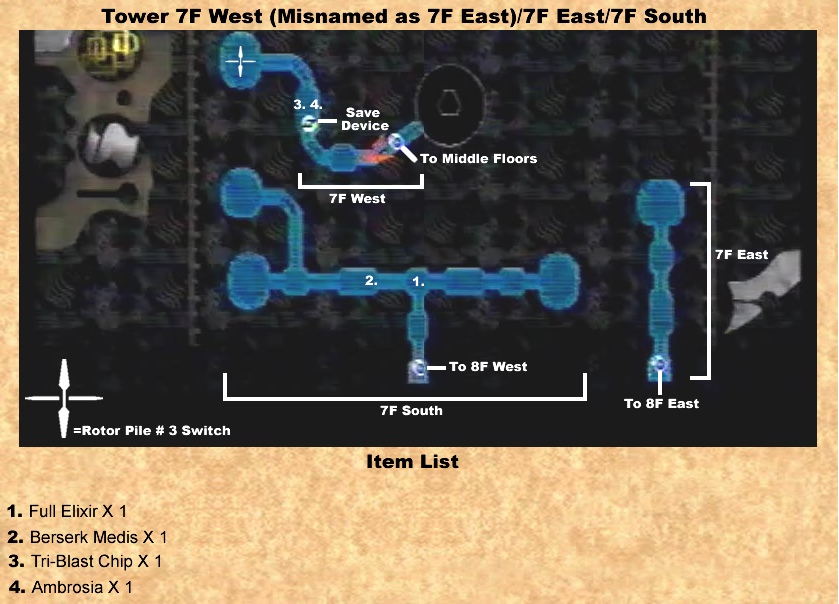 Tower 7F West (Misnamed as 7F East)/7F East/7F South
3. 4.
Save
Device
To Middle Floors
7F West
7F East
2.
1.
To 8F West
To 8F East
7F South
=Rotor Pile # 3 Switch
Item List
1. Full Elixir X 1
2. Berserk Medis X 1
3. Tri-Blast Chip X 1
4. Ambrosia X 1